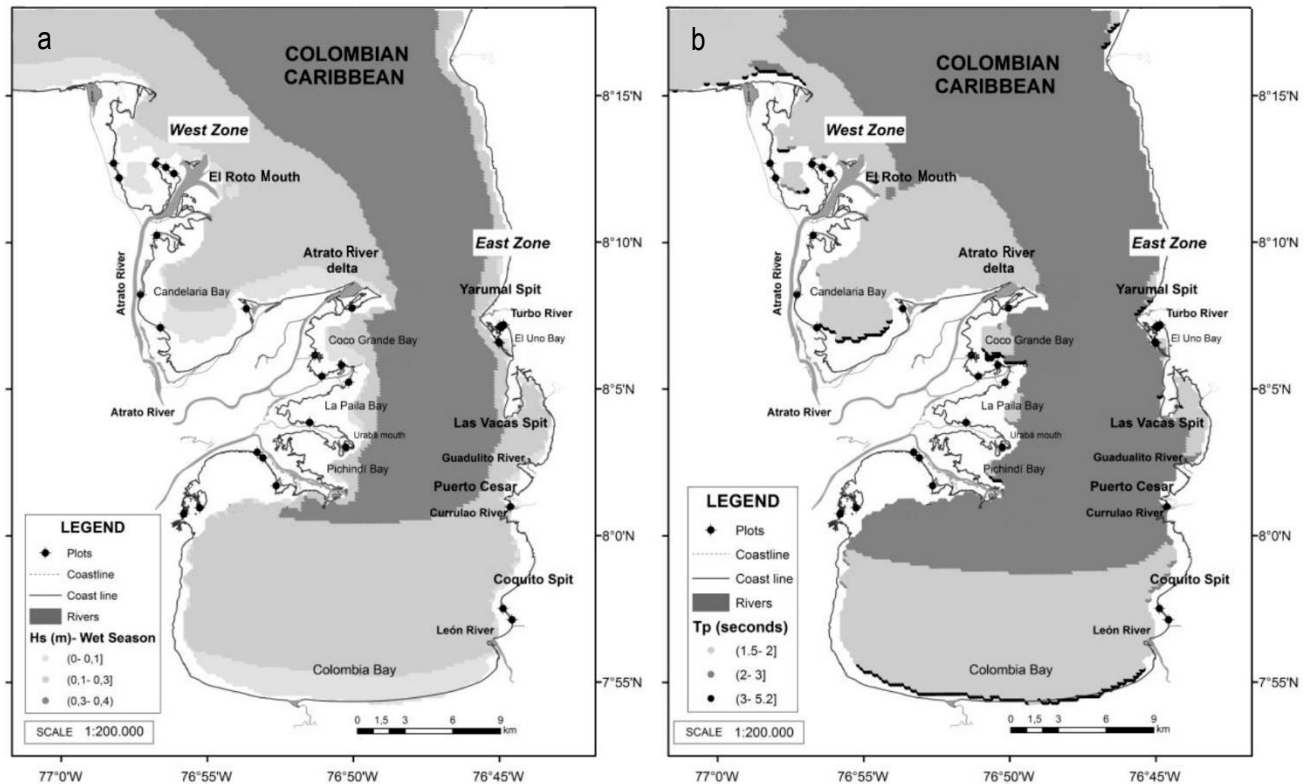 a
COLOMBIAN
CARIBBEAN
8°15'N
West Zone
El Roto Mouth
8°10'N
Atrato River
East Zone
Atrato River
delta
Candelaria Bay
Yarumal Spit
Turbo River
El Uno Bay
Coco Grande Bay
8°5'N
Atrato River
La Paila Bay
Las Vacas Spit
Urabá mouth
Guadulito River
Pichindí Bay
Puerto Cesar
Currulao River
8°0'N
LEGEND
Plots
Coastline
Coast line
Rivers
Hs (m)- Wet Season
(0- 0,1]
(0,1- 0,3]
(0,3- 0,4)
Coquito Spit
León River
Colombia Bay
7°55'N
SCALE 1:200.000
0 1,5 3 6 9
km
77°0'W 76°55'W 76°50'W 76°45'W
b
COLOMBIAN
CARIBBEAN
8°15'N
West Zone
El Roto Mouth
8°10'N
Atrato River
East Zone
Atrato River
delta
Candelaria Bay
Yarumal Spit
Turbo River
El Uno Bay
Coco Grande Bay
8°5'N
Atrato River
La Paila Bay
Las Vacas Spit
Urabá mouth
Guadualito River
Pichindí Bay
Puerto Cesar
Currulao River
8°0'N
LEGEND
Plots
Coastline
Coast line
Rivers
Tp (seconds)
(1.5- 2]
(2- 3]
(3- 5.2]
Coquito Spit
León River
Colombia Bay
7°55'N
SCALE 1:200.000
0 1,5 3 6 9
km
77°0'W 76°55'W 76°50'W 76°45'W